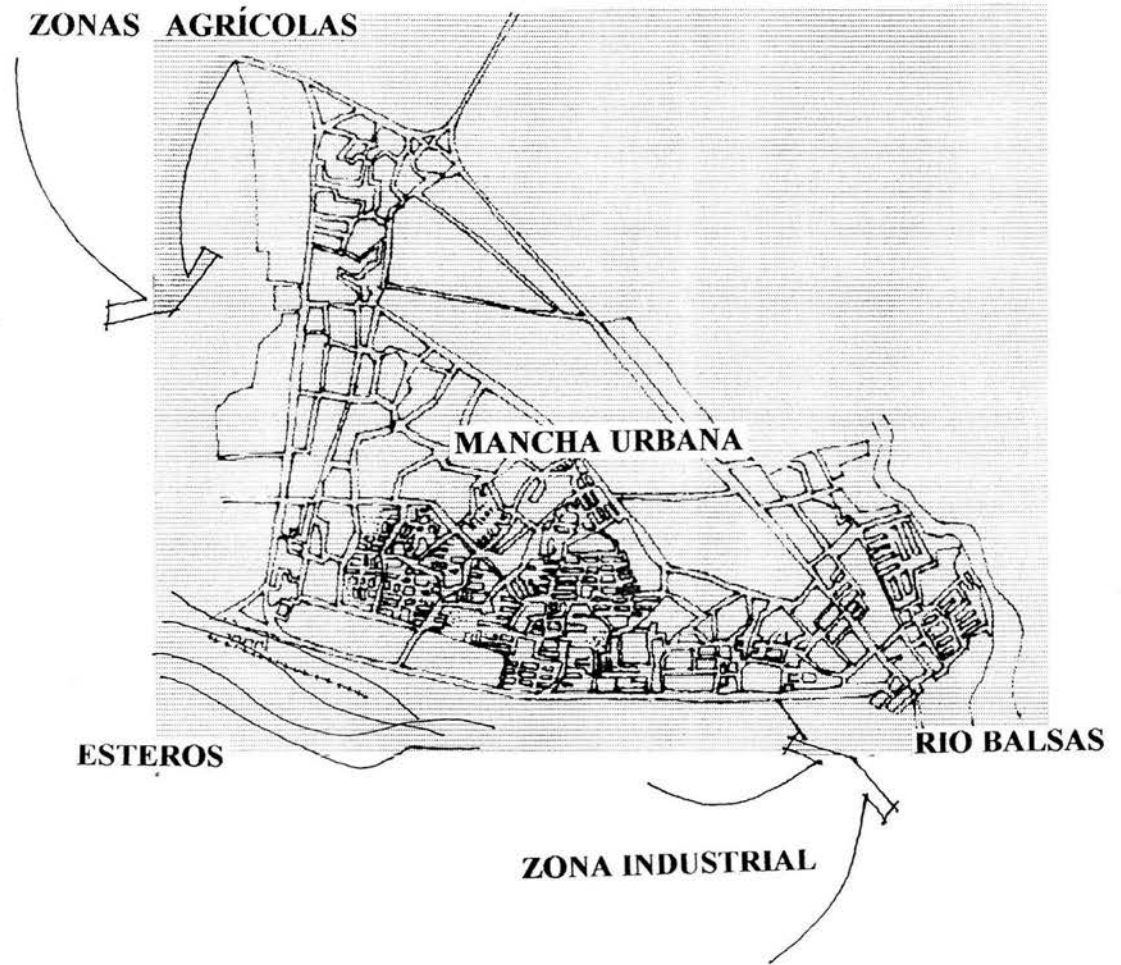 ZONAS AGRÍCOLAS
MANCHA URBANA
ESTEROS
RIO BALSAS
ZONA INDUSTRIAL